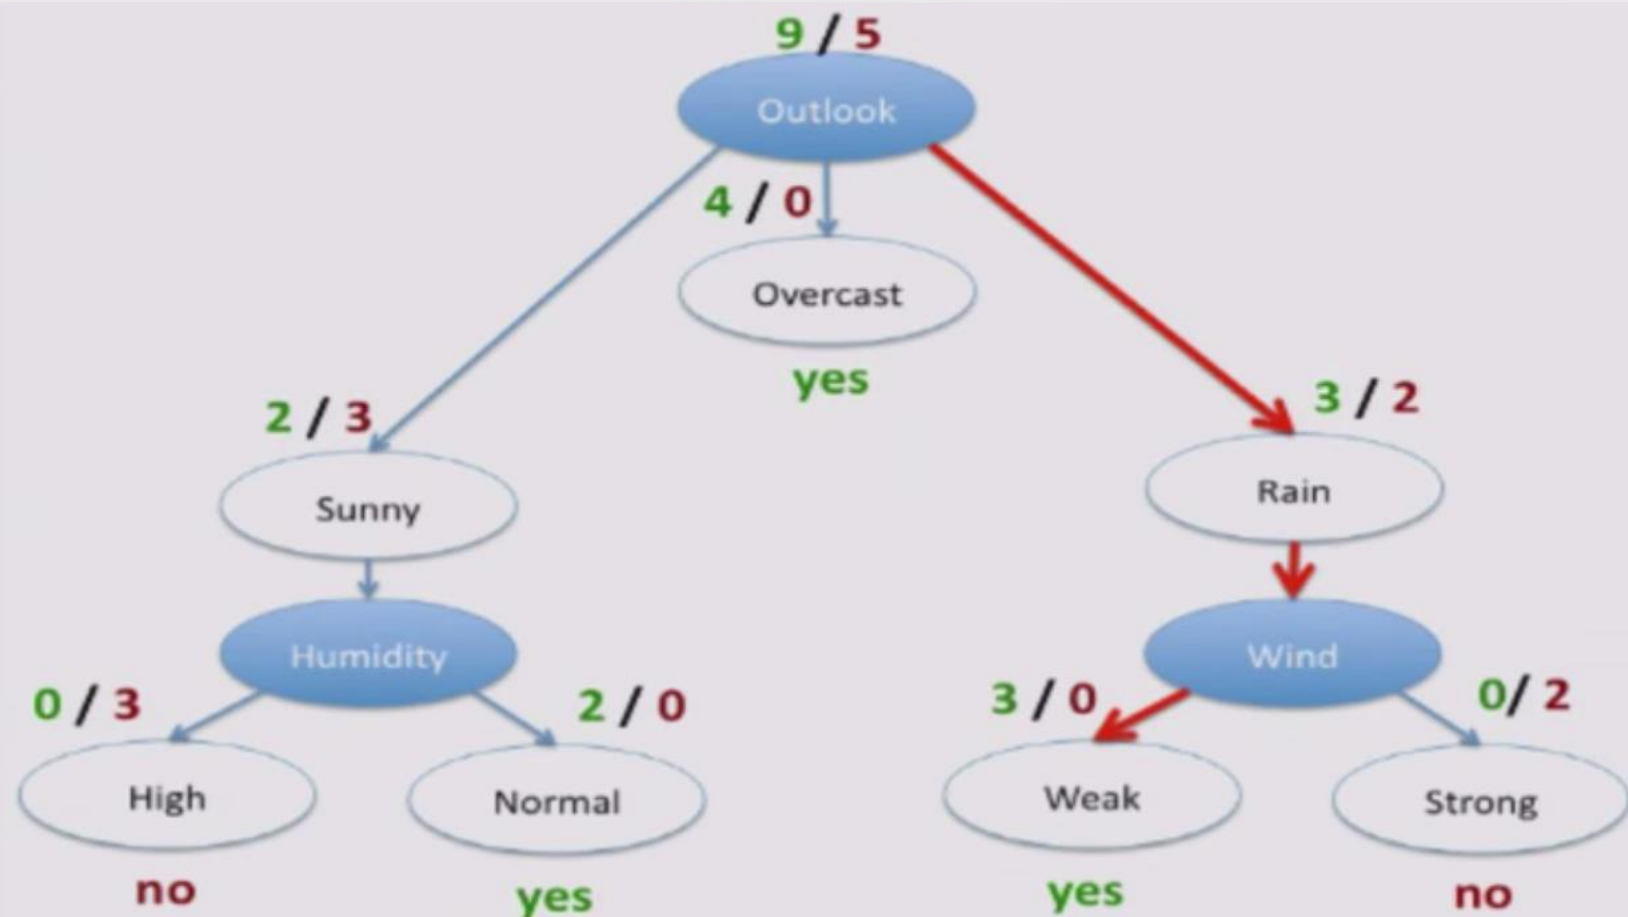 9 / 5
Outlook
4 / 0
Overcast
yes
2 / 3
Sunny
3 / 2
Rain
Humidity
0 / 3
2 / 0
High
Normal
no
yes
Wind
3 / 0
0/ 2
Weak
Strong
yes
no